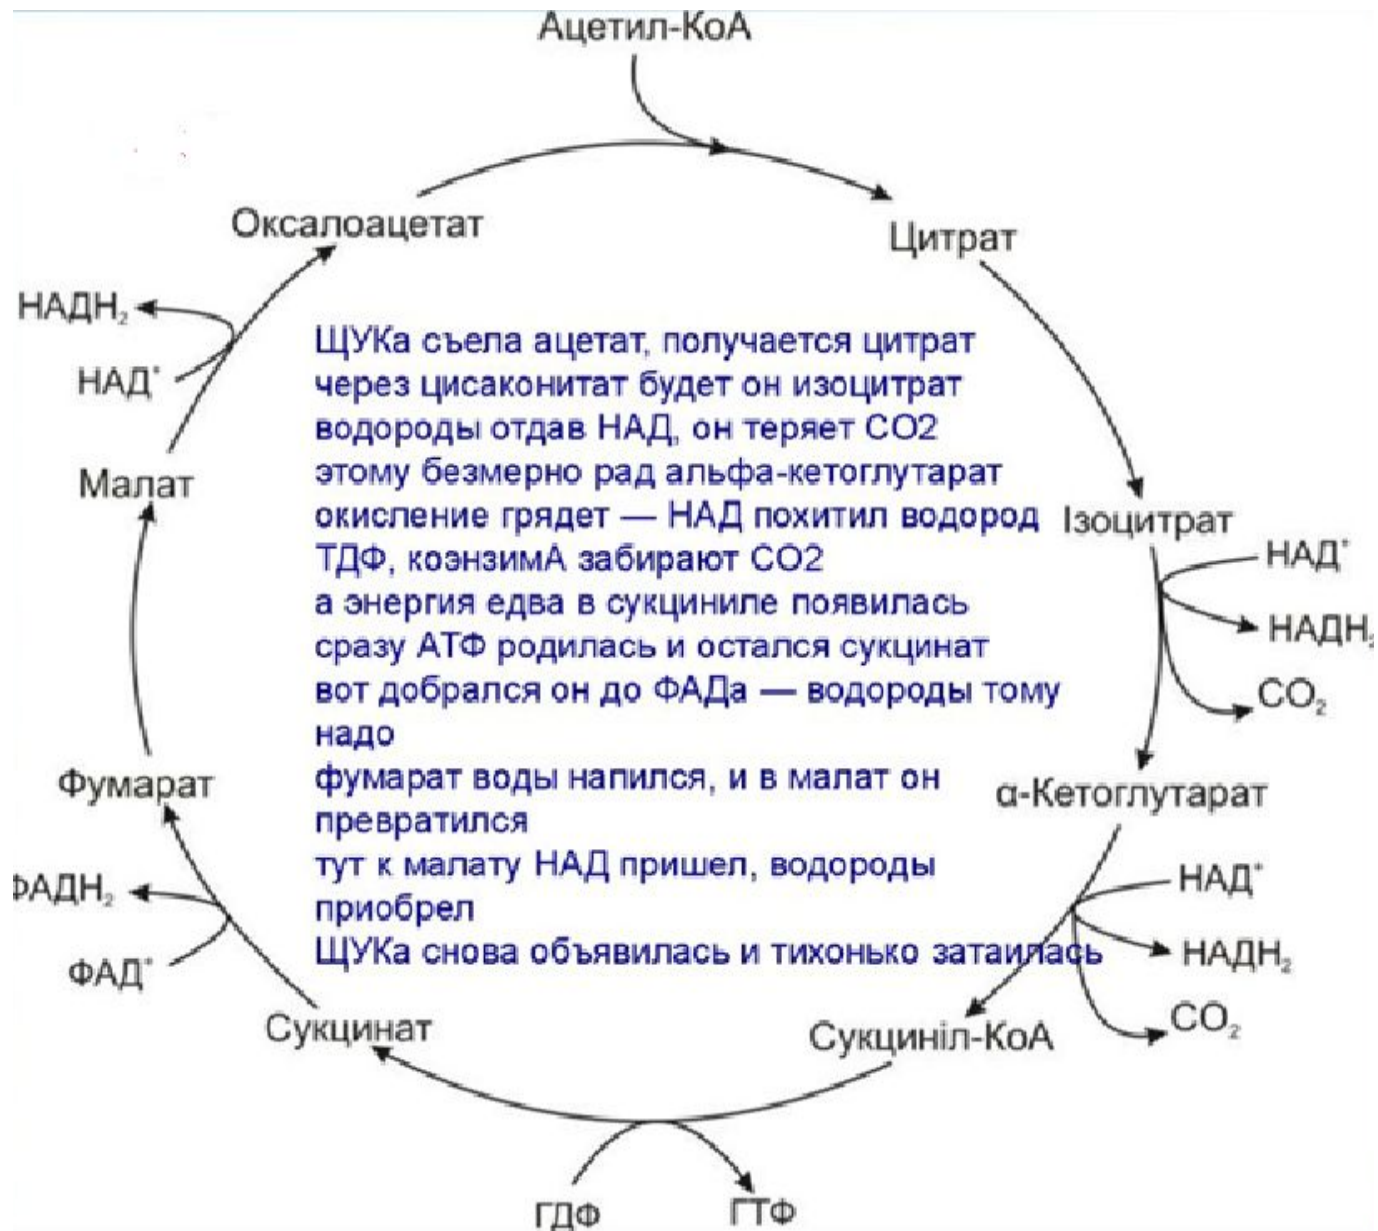 Ацетил-КоА
Оксалоацетат
Цитрат
НАДН₂
НАД⁺
Малат
ЩУКа съела ацетат, получается цитрат
через цисаконитат будет он изоцитрат
водороды отдав НАД, он теряет СО2
этому безмерно рад альфа-кетоглутарат
окисление грядет — НАД похитил водород
ТДФ, коэнзимА забирают СО2
а энергия едва в сукциниле появилась
сразу АТФ родилась и остался сукцинат
вот добрался он до ФАДа — водороды тому
надо
фумарат воды напился, и в малат он
превратился
тут к малату НАД пришел, водороды
приобрел
ЩУКа снова объявилась и тихонько затаилась
Ізоцитрат
НАД⁺
НАДН₂
СО₂
Фумарат
α-Кетоглутарат
ФАДН₂
ФАД⁺
НАД⁺
НАДН₂
СО₂
Сукцинат
Сукциніл-КоА
ГДФ
ГТФ